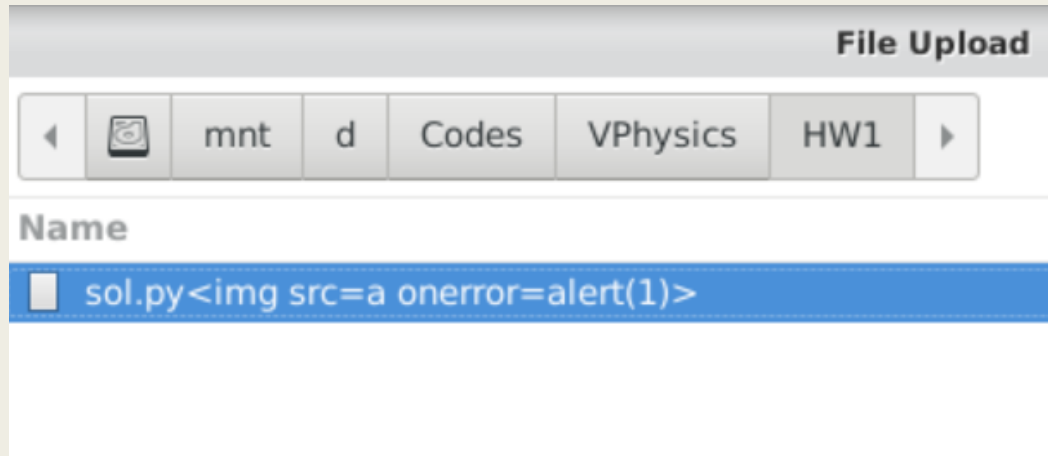 File Upload
mnt d Codes VPhysics HW1
Name
sol.py<img src=a onerror=alert(1)>